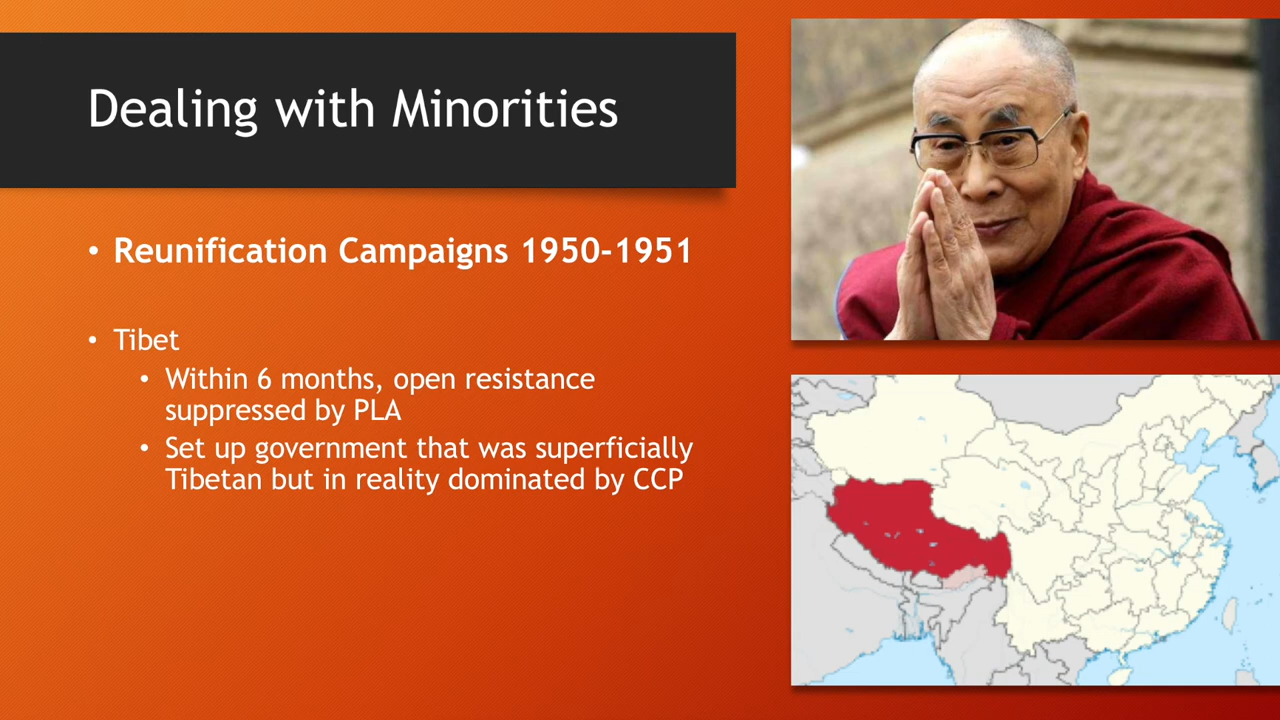 Dealing with Minorities
• Reunification Campaigns 1950-1951
• Tibet
• Within 6 months, open resistance
suppressed by PLA
• Set up government that was superficially
Tibetan but in reality dominated by CCP